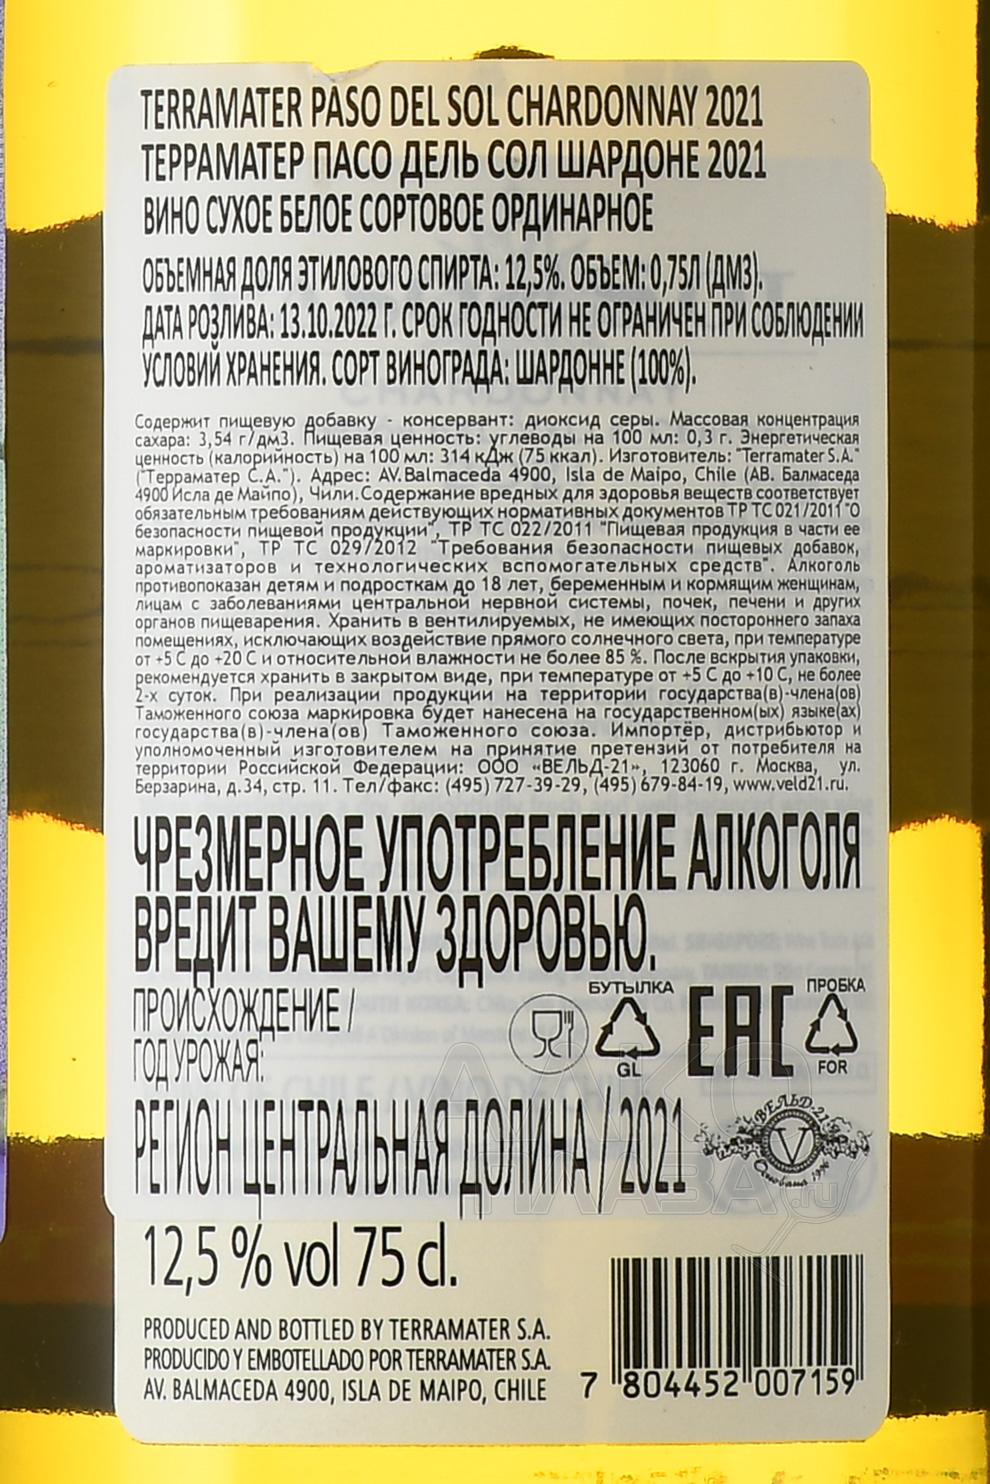 TERRAMATER PASO DEL SOL CHARDONNAY 2021
ТЕРРАМАТЕР ПАСО ДЕЛЬ СОЛ ШАРДОНЕ 2021
ВИНО СУХОЕ БЕЛОЕ СОРТОВОЕ ОРДИНАРНОЕ
ОБЪЕМНАЯ ДОЛЯ ЭТИЛОВОГО СПИРТА: 12,5%. ОБЪЕМ: 0,75Л (ДМ3).
ДАТА РОЗЛИВА: 13.10.2022 Г. СРОК ГОДНОСТИ НЕ ОГРАНИЧЕН ПРИ СОБЛЮДЕНИИ
УСЛОВИЙ ХРАНЕНИЯ. СОРТ ВИНОГРАДА: ШАРДОННЕ (100%).
Содержит пищевую добавку - консервант: диоксид серы. Массовая концентрация
сахара: 3,54 г/дм3. Пищевая ценность: углеводы на 100 мл: 0,3 г. Энергетическая
ценность (калорийность) на 100 мл: 314 кДж (75 ккал). Изготовитель: "Terramater S.A."
("Терраматер С.А."). Адрес: AV.Balmaceda 4900, Isla de Maipo, Chile (АВ. Балмаседа
4900 Исла де Майпо), Чили.Содержание вредных для здоровья веществ соответствует
обязательным требованиям действующих нормативных документов ТР ТС 021/2011 "О
безопасности пищевой продукции", ТР ТС 022/2011 "Пищевая продукция в части ее
маркировки", ТР ТС 029/2012 "Требования безопасности пищевых добавок,
ароматизаторов и технологических вспомогательных средств". Алкоголь
противопоказан детям и подросткам до 18 лет, беременным и кормящим женщинам,
лицам с заболеваниями центральной нервной системы, почек, печени и других
органов пищеварения. Хранить в вентилируемых, не имеющих постороннего запаха
помещениях, исключающих воздействие прямого солнечного света, при температуре
от +5 С до +20 С и относительной влажности не более 85 %. После вскрытия упаковки,
рекомендуется хранить в закрытом виде, при температуре от +5 С до +10 С, не более
2-х суток. При реализации продукции на территории государства(в)-члена(ов)
Таможенного союза маркировка будет нанесена на государственном(ых) языке(ах)
государства(в)-члена(ов) Таможенного союза. Импортёр, дистрибьютор и
уполномоченный изготовителем на принятие претензий от потребителя на
территории Российской Федерации: ООО «ВЕЛЬД-21», 123060 г. Москва, ул.
Берзарина, д.34, стр. 11. Тел/факс: (495) 727-39-29, (495) 679-84-19, www.veld21.ru.
ЧРЕЗМЕРНОЕ УПОТРЕБЛЕНИЕ АЛКОГОЛЯ
ВРЕДИТ ВАШЕМУ ЗДОРОВЬЮ.
ПРОИСХОЖДЕНИЕ /
ГОД УРОЖАЯ:
БУТЫЛКА
GL
EAC
ПРОБКА
FOR
РЕГИОН ЦЕНТРАЛЬНАЯ ДОЛИНА / 2021
ВЕЛЬД-21
V
Основана 1996
12,5 % vol 75 cl.
PRODUCED AND BOTTLED BY TERRAMATER S.A.
PRODUCIDO Y EMBOTELLADO POR TERRAMATER S.A.
AV. BALMACEDA 4900, ISLA DE MAIPO, CHILE
7 804452 007159